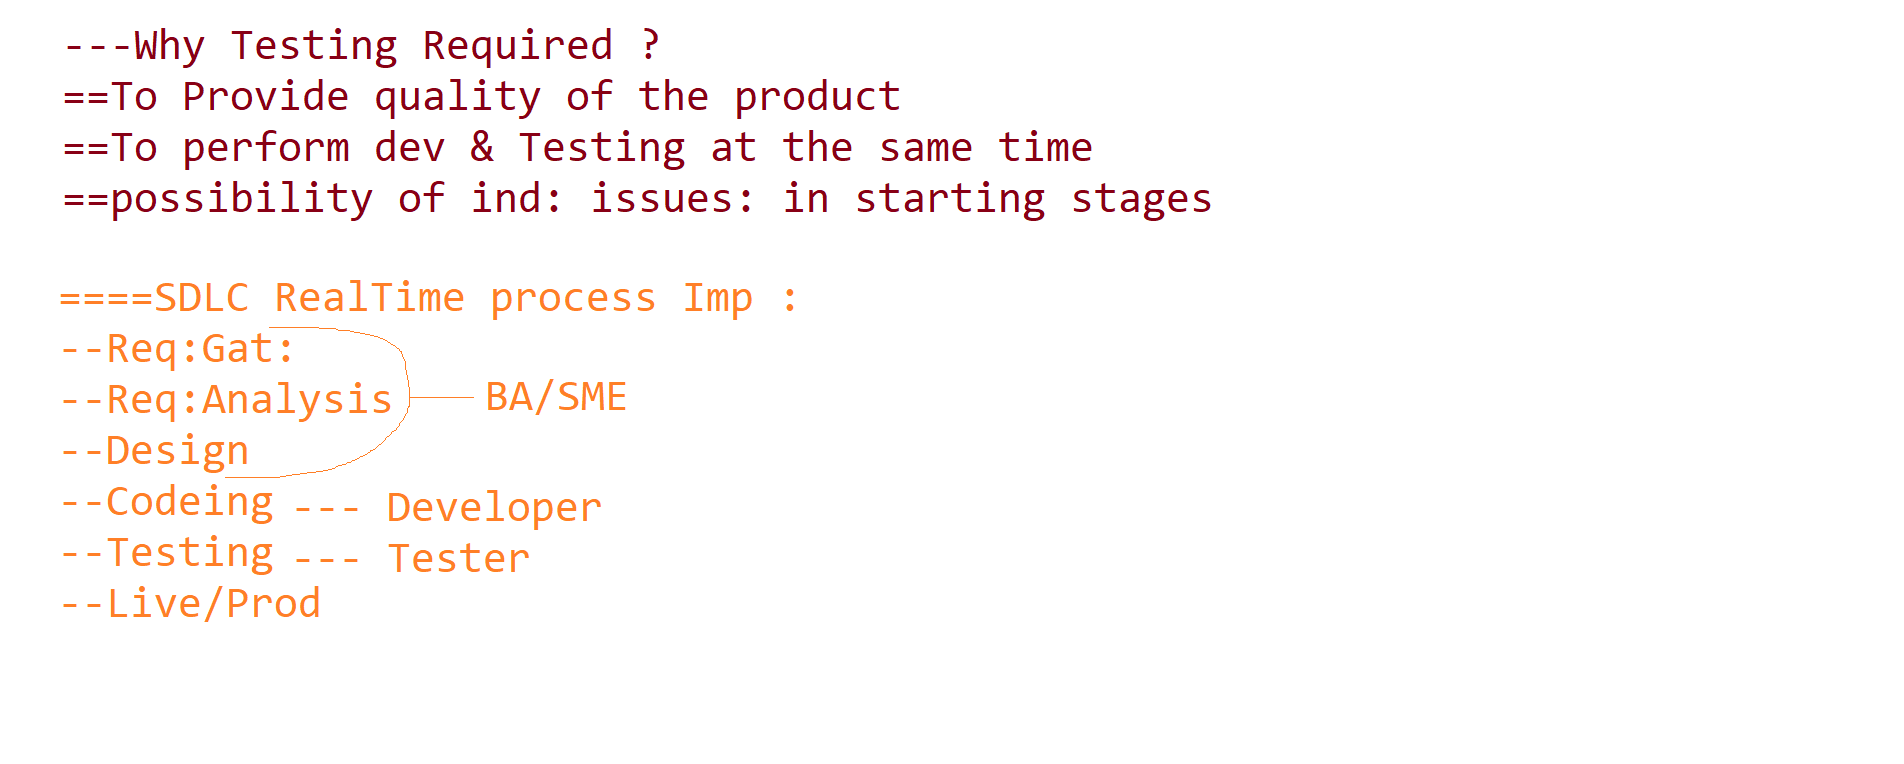 ---Why Testing Required ?
==To Provide quality of the product
==To perform dev & Testing at the same time
==possibility of ind: issues: in starting stages
====SDLC RealTime process Imp :
--Req:Gat:
--Req:Analysis BA/SME
--Design
--Codeing --- Developer
--Testing --- Tester
--Live/Prod